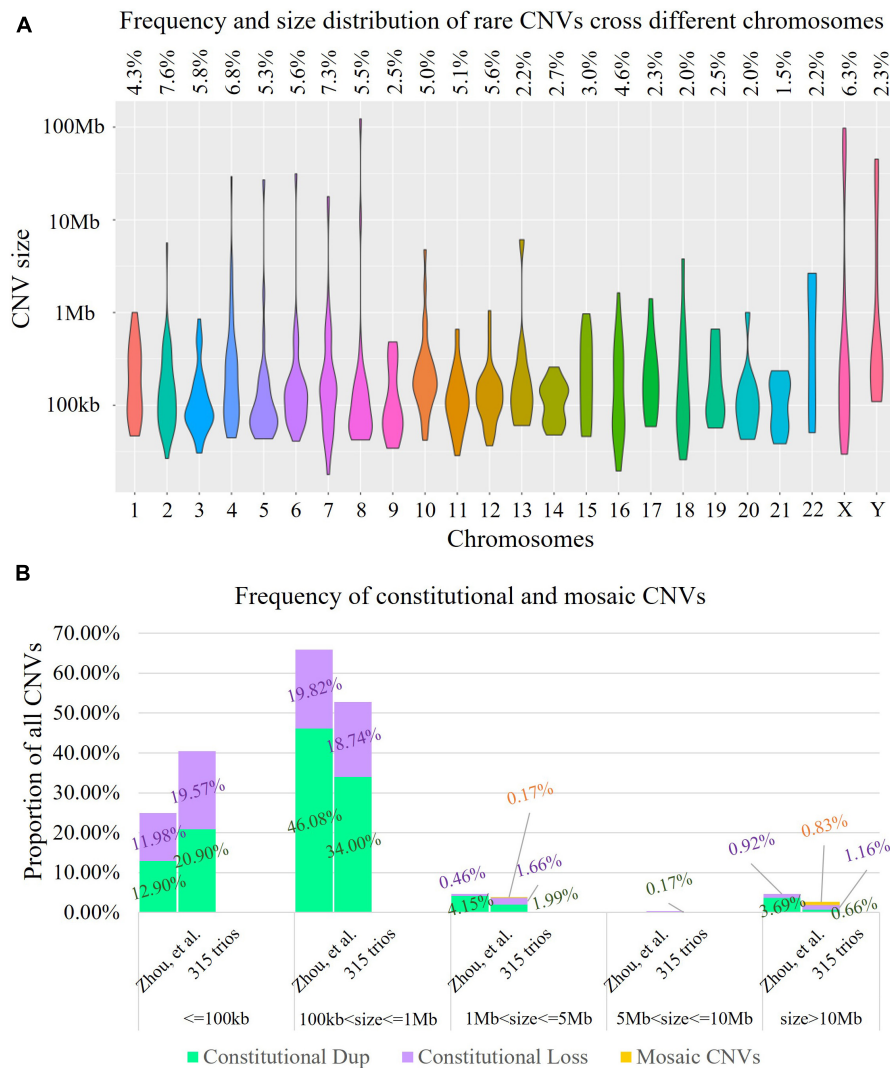 A
Frequency and size distribution of rare CNVs cross different chromosomes
4.3% 7.6% 5.8% 6.8% 5.3% 5.6% 7.3% 5.5% 2.5% 5.0% 5.1% 5.6% 2.2% 2.7% 3.0% 4.6% 2.3% 2.0% 2.5% 2.0% 1.5% 2.2% 6.3% 2.3%
CNV size
100Mb
10Mb
1Mb
100kb
1 2 3 4 5 6 7 8 9 10 11 12 13 14 15 16 17 18 19 20 21 22 X Y
Chromosomes
B
Frequency of constitutional and mosaic CNVs
Proportion of all CNVs
70.00%
60.00%
50.00%
40.00%
30.00%
20.00%
10.00%
0.00%
11.98%
12.90%
19.57%
20.90%
19.82%
46.08%
18.74%
34.00%
0.46%
4.15%
0.17%
1.66%
1.99%
0.17%
0.92%
3.69%
0.83%
1.16%
0.66%
Zhou, et al. 315 trios Zhou, et al. 315 trios Zhou, et al. 315 trios Zhou, et al. 315 trios Zhou, et al. 315 trios
<=100kb 100kb<size<=1Mb 1Mb<size<=5Mb 5Mb<size<=10Mb size>10Mb
Constitutional Dup Constitutional Loss Mosaic CNVs